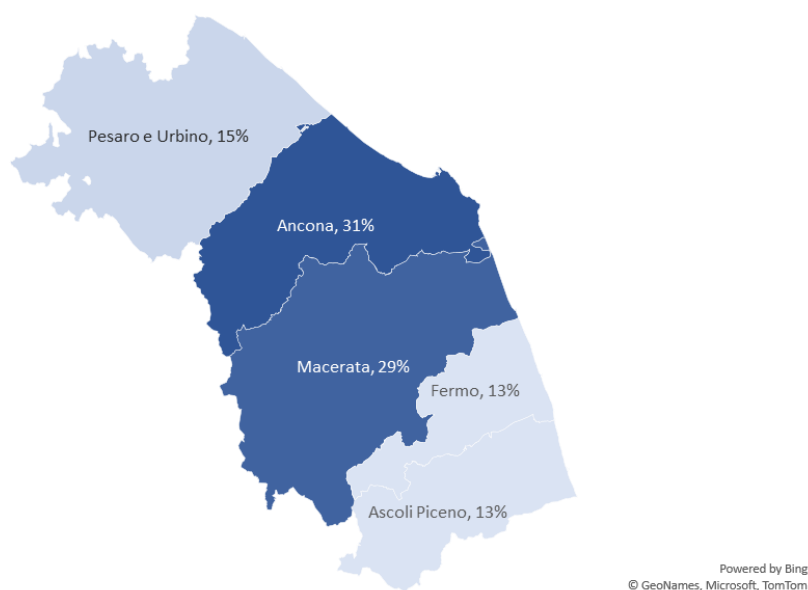 Pesaro e Urbino, 15%
Ancona, 31%
Macerata, 29%
Fermo, 13%
Ascoli Piceno, 13%
Powered by Bing
© GeoNames, Microsoft, TomTom